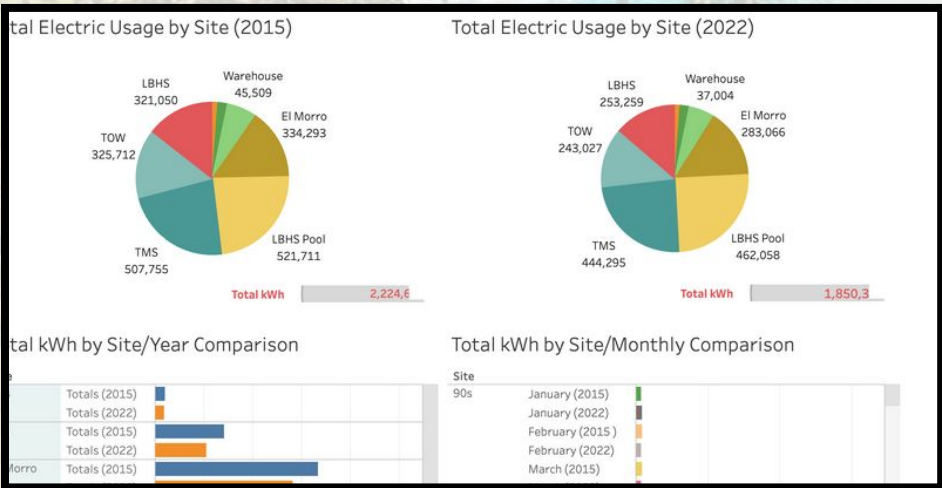 tal Electric Usage by Site (2015)
LBHS
321,050
Warehouse
45,509
El Morro
334,293
TOW
325,712
LBHS Pool
521,711
TMS
507,755
Total kWh 2,224,6
Total Electric Usage by Site (2022)
LBHS
253,259
Warehouse
37,004
El Morro
283,066
TOW
243,027
LBHS Pool
462,058
TMS
444,295
Total kWh 1,850,3
tal kWh by Site/Year Comparison
Totals (2015)
Totals (2022)
Totals (2015)
Totals (2022)
Morro Totals (2015)
Total kWh by Site/Monthly Comparison
Site
90s January (2015)
January (2022)
February (2015 )
February (2022)
March (2015)